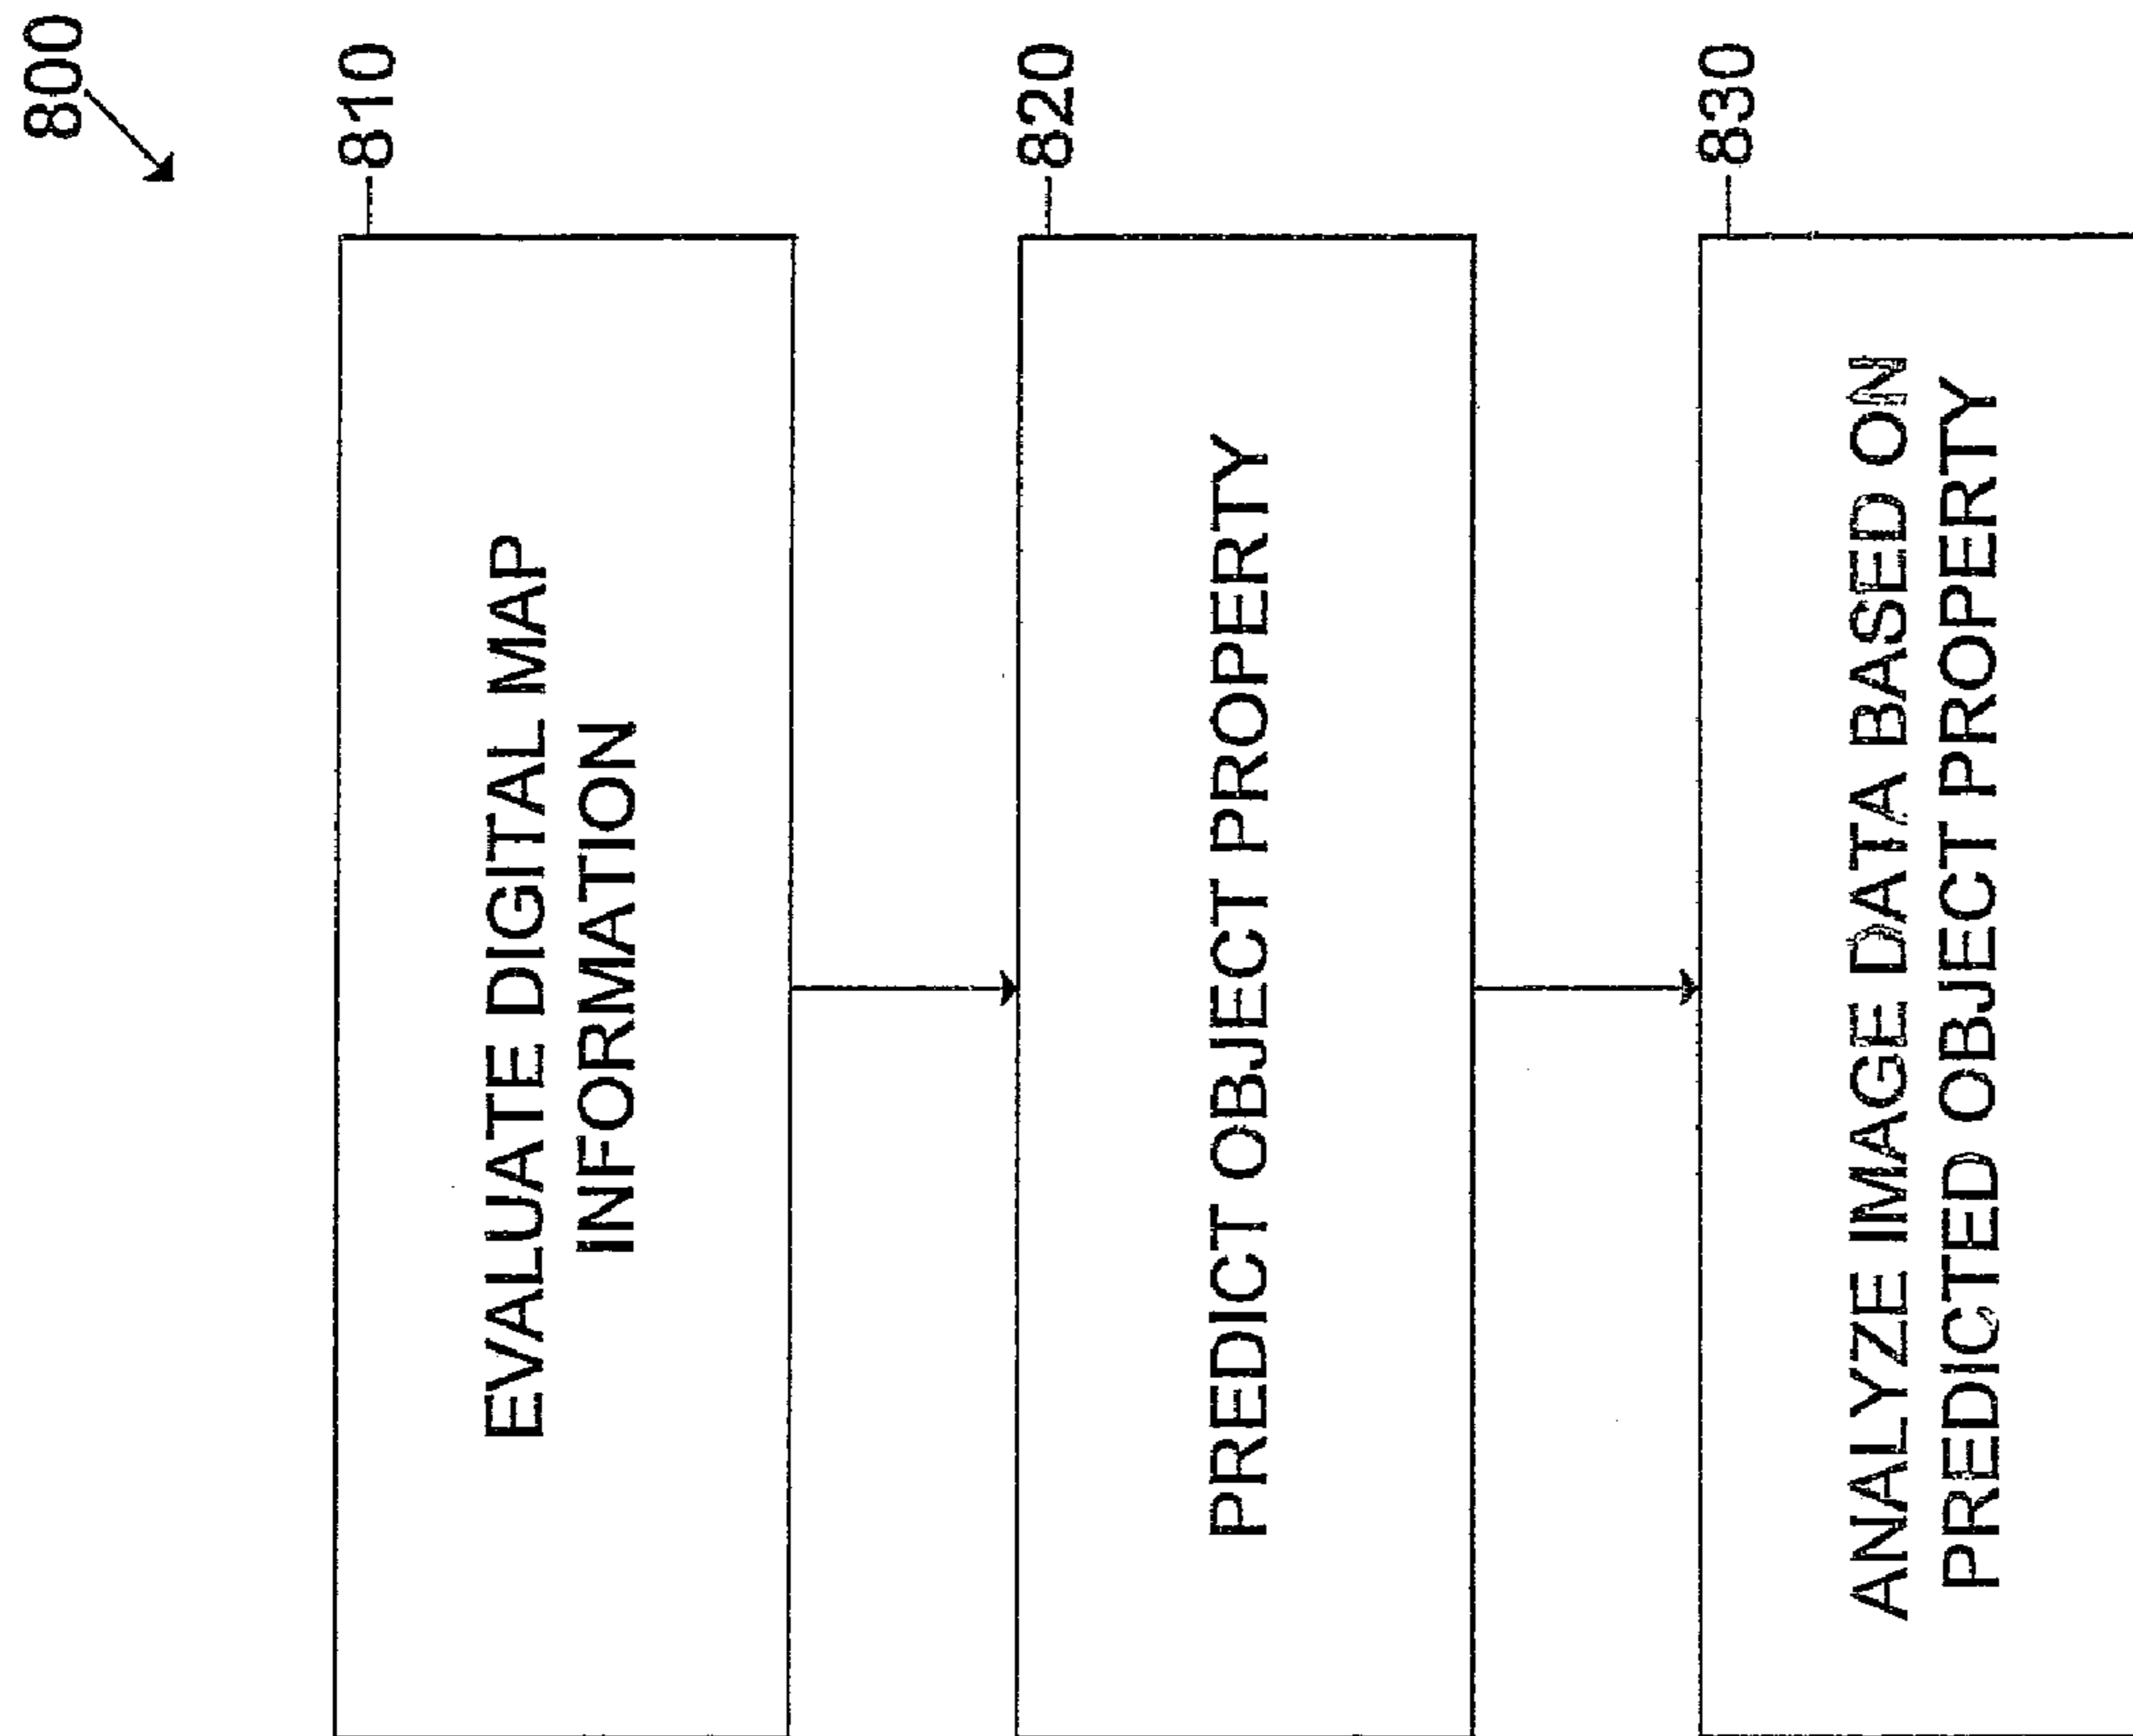 800
810
EVALUATE DIGITAL MAP
INFORMATION
820
PREDICT OBJECT PROPERTY
830
ANALYZE IMAGE DATA BASED ON
PREDICTED OBJECT PROPERTY